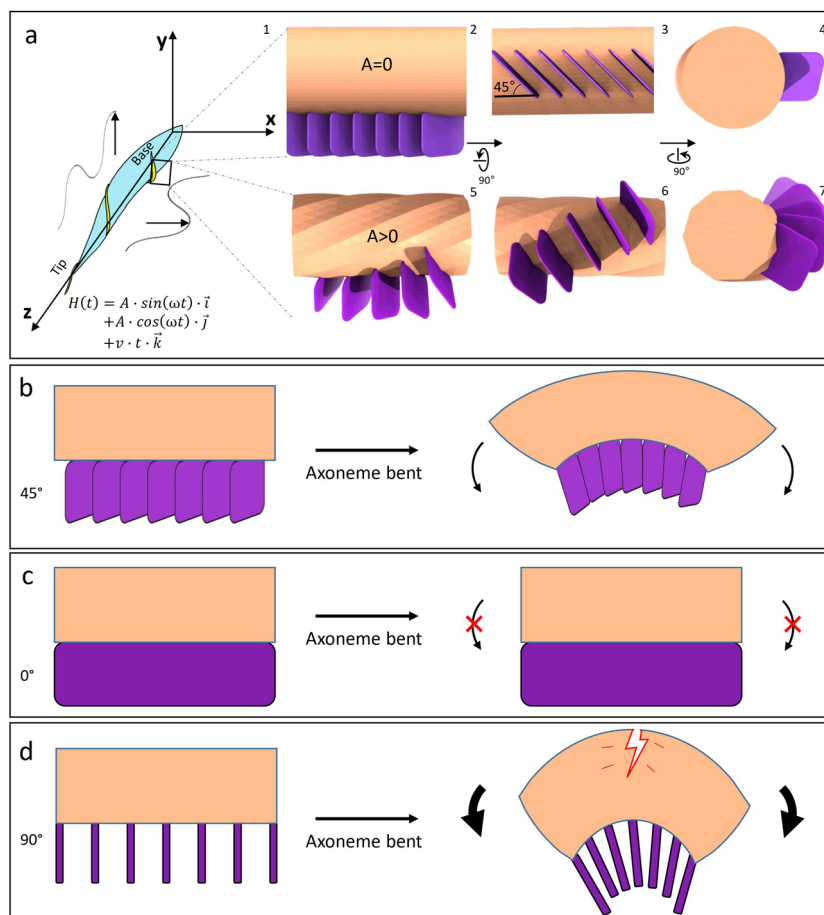 a
y
x
z
Base
Tip
H(t) = A · sin(ωt) · i⃗
+A · cos(ωt) · j⃗
+v · t · k⃗
1
A=0
2
45°
3
4
90°
90°
5
A>0
6
7
b
45°
Axoneme bent
c
0°
Axoneme bent
d
90°
Axoneme bent